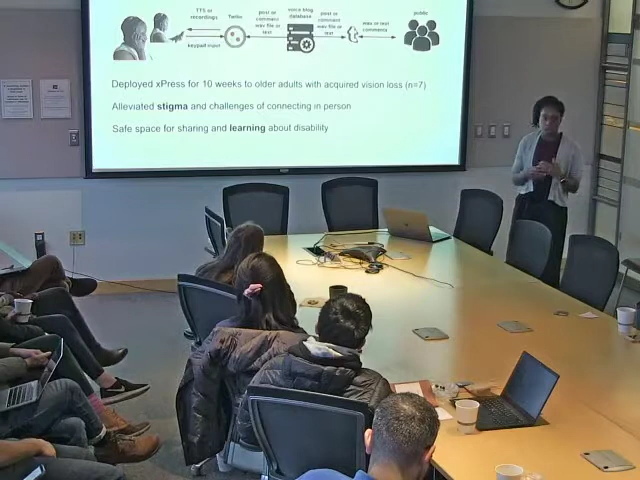 TTS or
recordings
Twilio
keypad input
post or
comment
wav file or
text
voice blog
database
post or
comment
wav file or
text
wav or text
comments
public
Deployed xPress for 10 weeks to older adults with acquired vision loss (n=7)
Alleviated stigma and challenges of connecting in person
Safe space for sharing and learning about disability